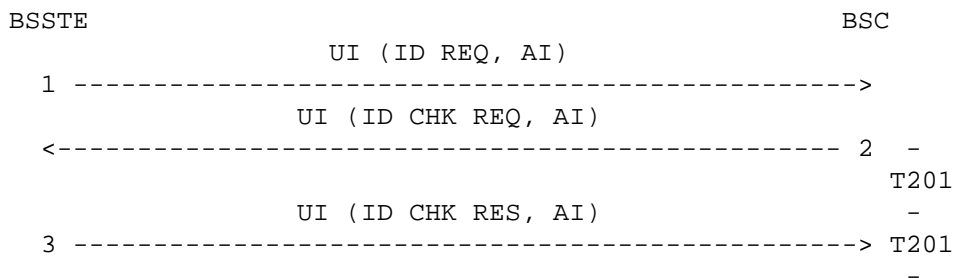 BSSTE BSC
UI (ID REQ, AI)
1 ------------------------------------------------->
UI (ID CHK REQ, AI)
<------------------------------------------------- 2 -
T201
UI (ID CHK RES, AI) -
3 -------------------------------------------------> T201
-